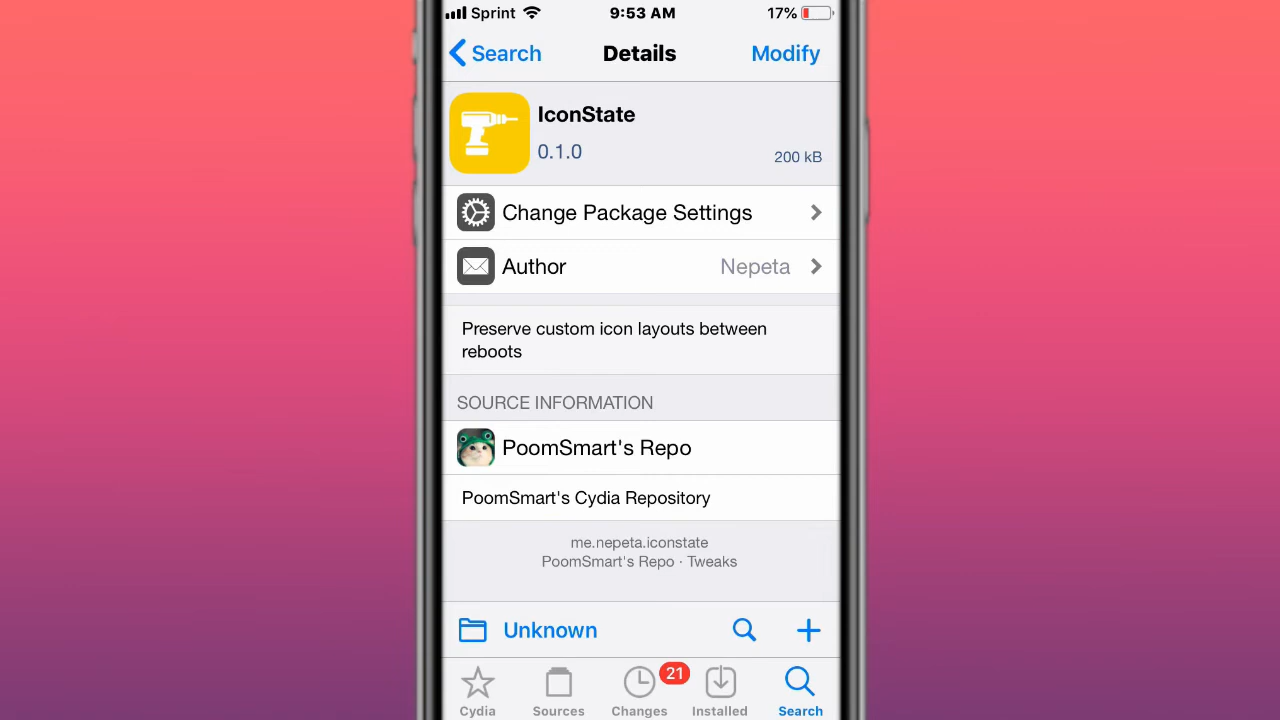 Sprint 9:53 AM 17%
Search Details Modify
IconState
0.1.0 200 kB
Change Package Settings
Author Nepeta
Preserve custom icon layouts between
reboots
SOURCE INFORMATION
PoomSmart's Repo
PoomSmart's Cydia Repository
me.nepeta.iconstate
PoomSmart's Repo · Tweaks
Unknown
21
Cydia Sources Changes Installed Search